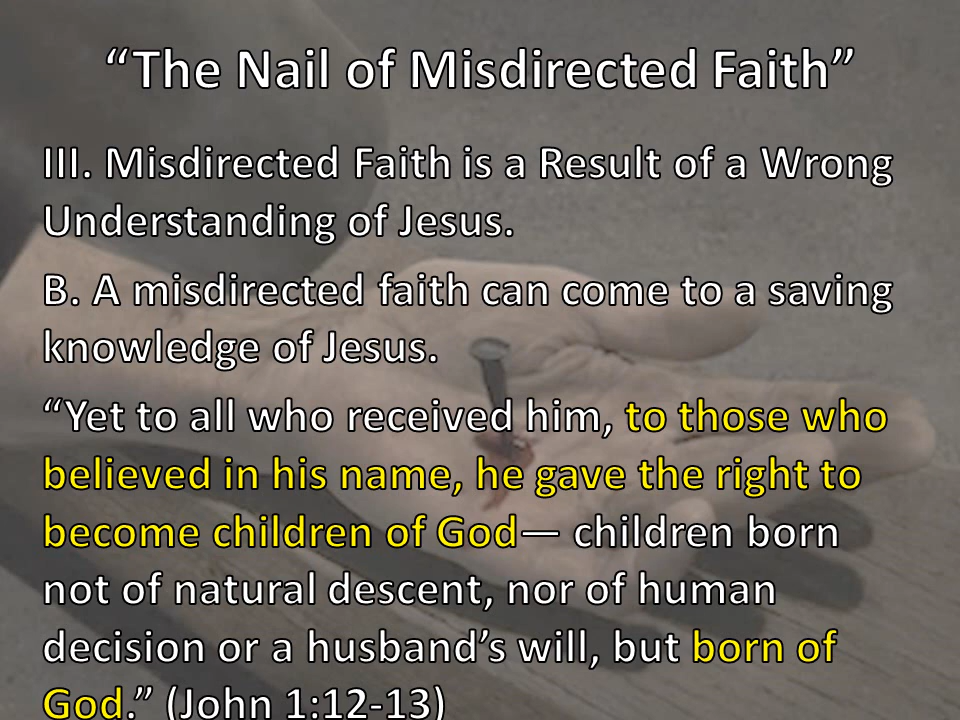 “The Nail of Misdirected Faith”
III. Misdirected Faith is a Result of a Wrong
Understanding of Jesus.
B. A misdirected faith can come to a saving
knowledge of Jesus.
“Yet to all who received him, to those who
believed in his name, he gave the right to
become children of God— children born
not of natural descent, nor of human
decision or a husband’s will, but born of
God.” (John 1:12-13)